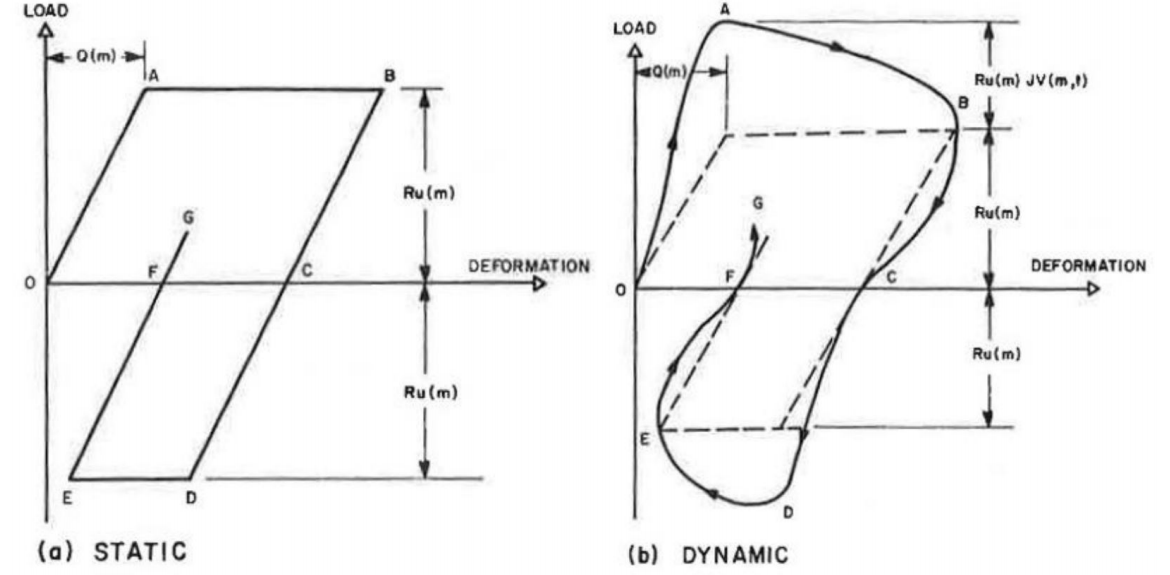 LOAD
Q(m)
A
B
Ru(m)
G
O
F
C
DEFORMATION
Ru(m)
E
D
(a) STATIC
A
LOAD
Q(m)
Ru(m) JV(m,t)
B
Ru(m)
G
O
F
C
DEFORMATION
Ru(m)
E
D
(b) DYNAMIC